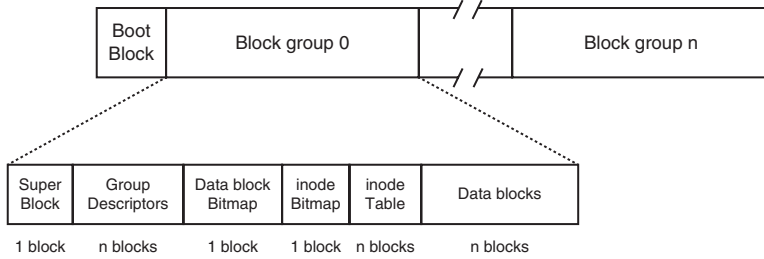 Boot
Block
Block group 0
Block group n
Super
Block
Group
Descriptors
Data block
Bitmap
inode
Bitmap
inode
Table
Data blocks
1 block
n blocks
1 block
1 block
n blocks
n blocks